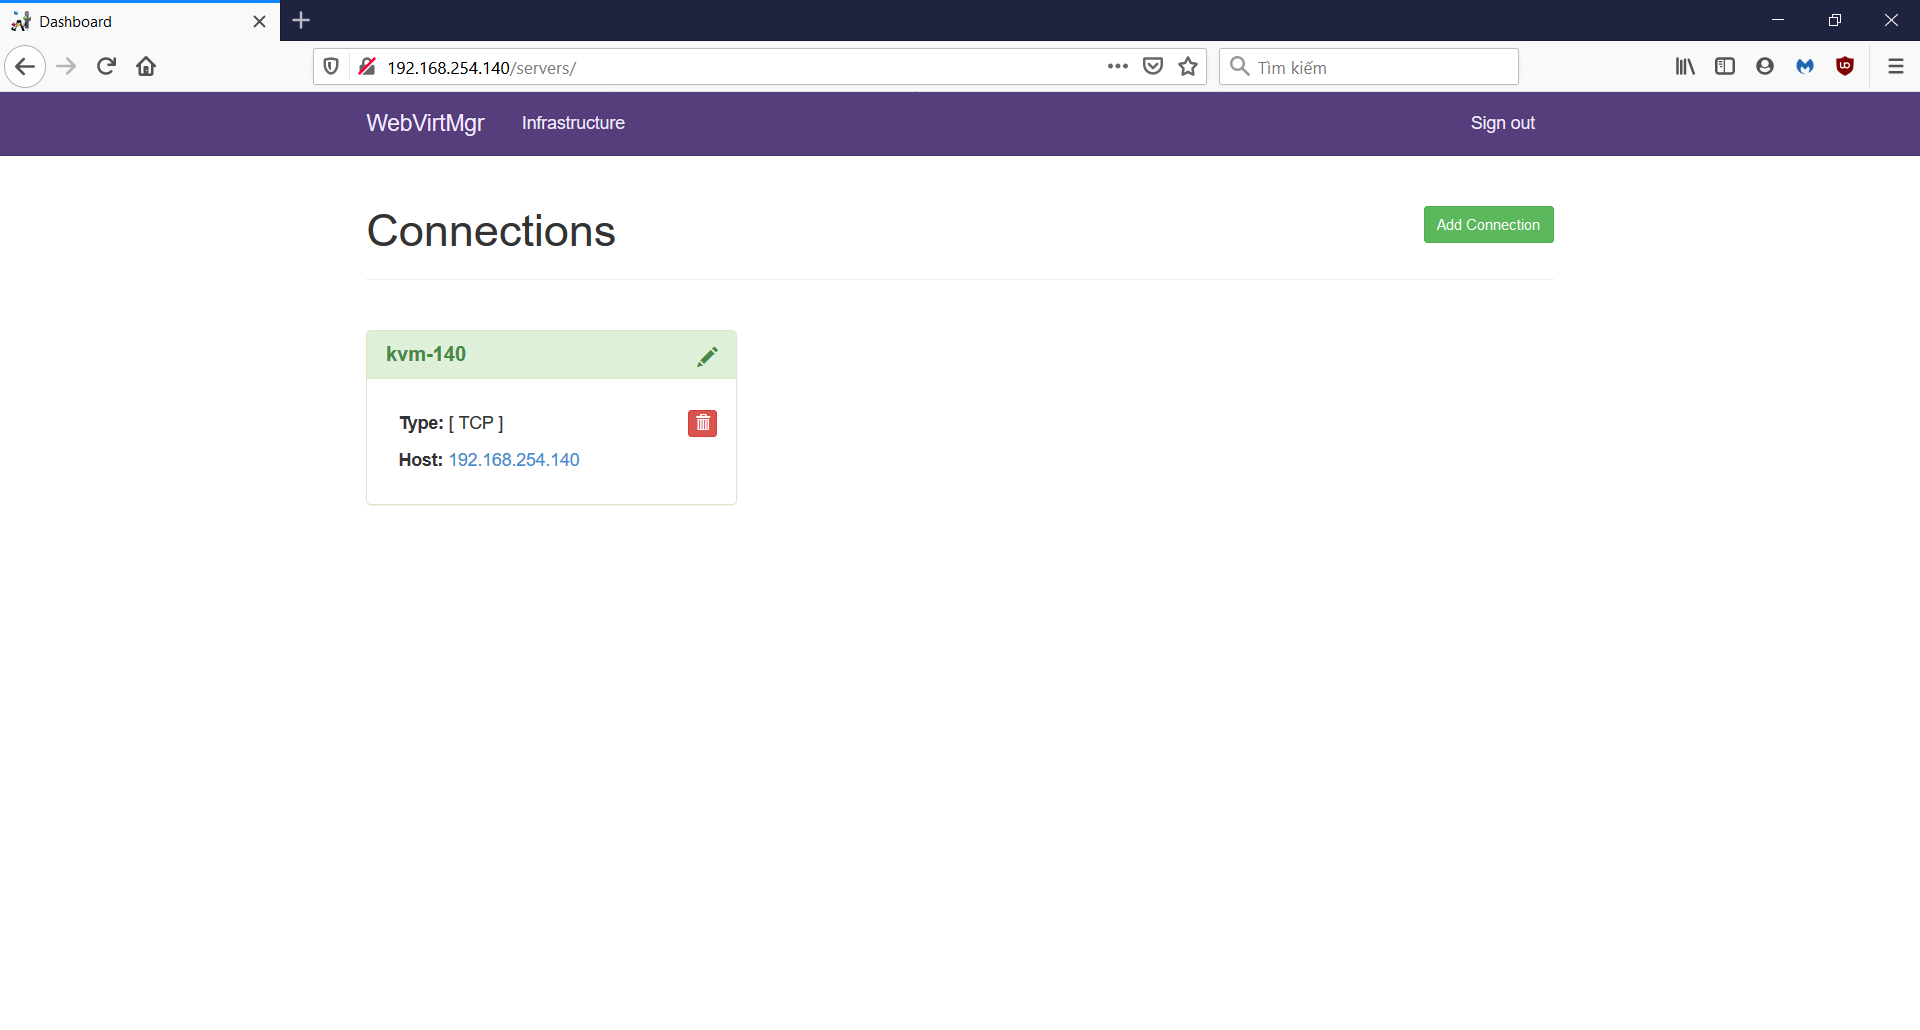 Dashboard
192.168.254.140/servers/
Tìm kiếm
WebVirtMgr Infrastructure Sign out
Connections
Add Connection
kvm-140
Type: [ TCP ]
Host: 192.168.254.140